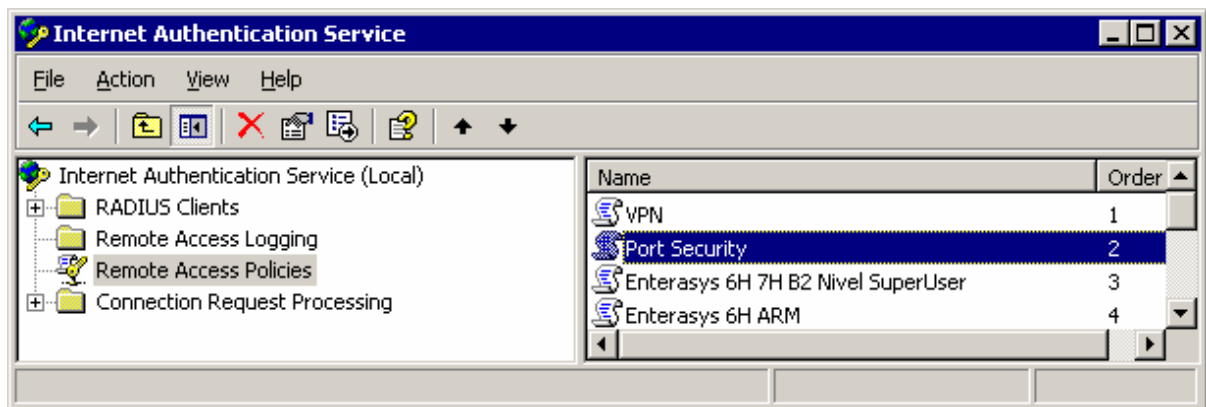 Internet Authentication Service
File Action View Help
Internet Authentication Service (Local)
RADIUS Clients
Remote Access Logging
Remote Access Policies
Connection Request Processing
Name Order
VPN 1
Port Security 2
Enterasys 6H 7H B2 Nivel SuperUser 3
Enterasys 6H ARM 4